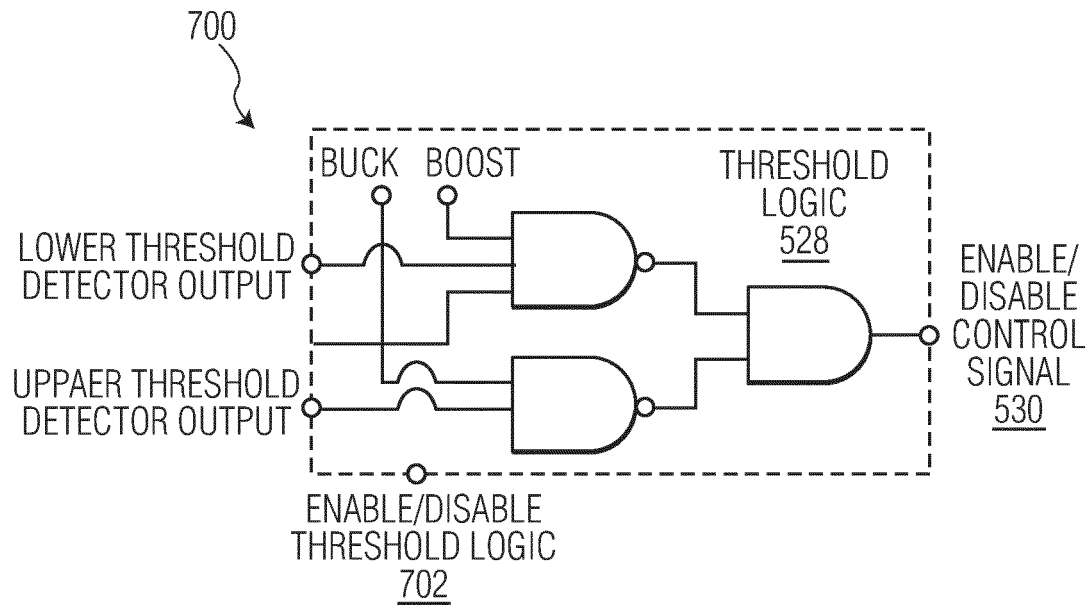 700
BUCK BOOST
THRESHOLD
LOGIC
528
LOWER THRESHOLD
DETECTOR OUTPUT
ENABLE/
DISABLE
CONTROL
SIGNAL
530
UPPAER THRESHOLD
DETECTOR OUTPUT
ENABLE/DISABLE
THRESHOLD LOGIC
702